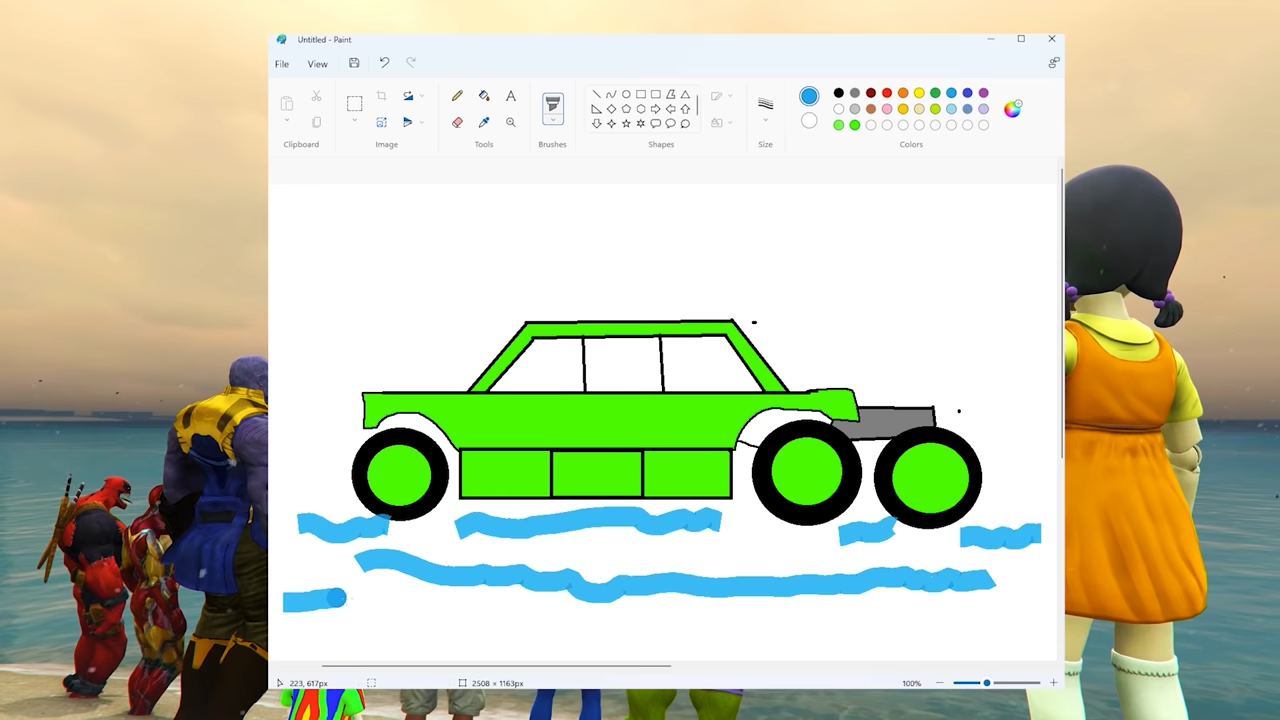 Untitled - Paint
File View
Clipboard Image Tools Brushes Shapes Size Colors
223, 617px 2508 × 1163px 100%